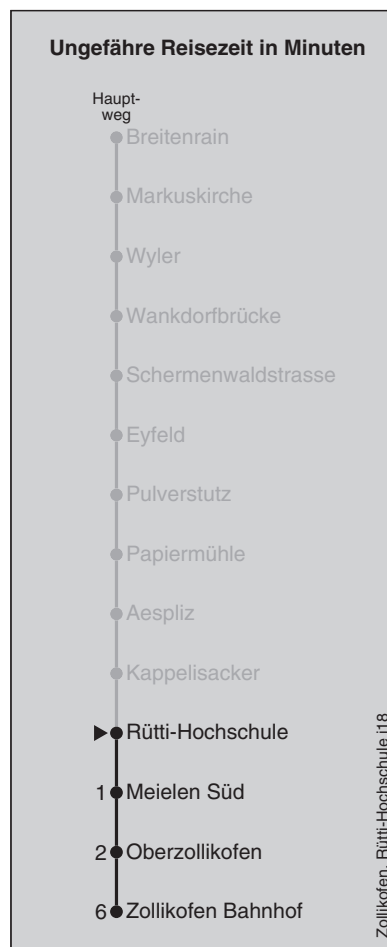 Ungefähre Reisezeit in Minuten
Haupt-
weg
Breitenrain
Markuskirche
Wyler
Wankdorfbrücke
Schermenwaldstrasse
Eyfeld
Pulverstutz
Papiermühle
Aespliz
Kappelisacker
Rütti-Hochschule
1 Meielen Süd
2 Oberzollikofen
6 Zollikofen Bahnhof
Zollikofen, Rütti-Hochschule j18